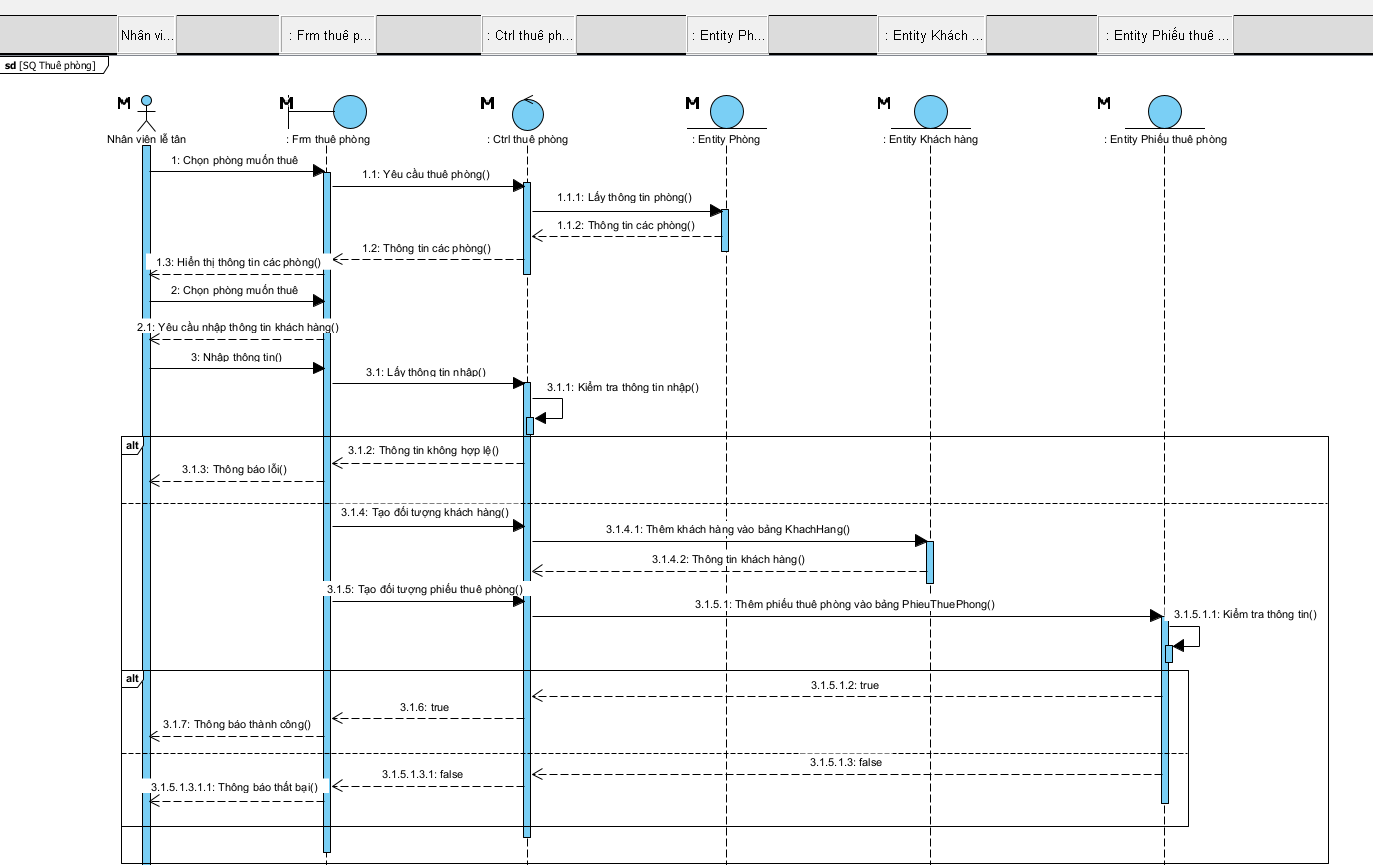 Nhân vi...
: Frm thuê p...
: Ctrl thuê ph...
: Entity Ph...
: Entity Khách ...
: Entity Phiếu thuê ...
sd [SQ Thuê phòng]
Nhân viên lễ tân
: Frm thuê phòng
: Ctrl thuê phòng
: Entity Phòng
: Entity Khách hàng
: Entity Phiếu thuê phòng
1: Chọn phòng muốn thuê
1.1: Yêu cầu thuê phòng()
1.1.1: Lấy thông tin phòng()
1.1.2: Thông tin các phòng()
1.2: Thông tin các phòng()
1.3: Hiển thị thông tin các phòng()
2: Chọn phòng muốn thuê
2.1: Yêu cầu nhập thông tin khách hàng()
3: Nhập thông tin()
3.1: Lấy thông tin nhập()
3.1.1: Kiểm tra thông tin nhập()
alt
3.1.2: Thông tin không hợp lệ()
3.1.3: Thông báo lỗi()
3.1.4: Tạo đối tượng khách hàng()
3.1.4.1: Thêm khách hàng vào bảng KhachHang()
3.1.4.2: Thông tin khách hàng()
3.1.5: Tạo đối tượng phiếu thuê phòng()
3.1.5.1: Thêm phiếu thuê phòng vào bảng PhieuThuePhong()
3.1.5.1.1: Kiểm tra thông tin()
alt
3.1.5.1.2: true
3.1.6: true
3.1.7: Thông báo thành công()
3.1.5.1.3: false
3.1.5.1.3.1: false
3.1.5.1.3.1.1: Thông báo thất bại()